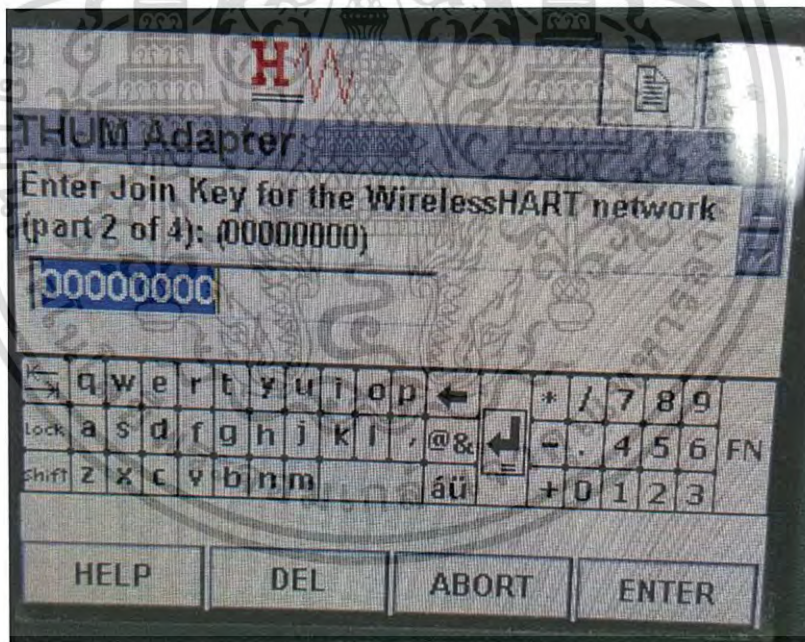 H
THUM Adapter
Enter Join Key for the WirelessHART network
(part 2 of 4): (00000000)
00000000
q w e r t y u i o p * / 7 8 9
Lock a s d f g h j k l , @& - . 4 5 6 FN
shift z x c v b n m áü = + 0 1 2 3
HELP DEL ABORT ENTER